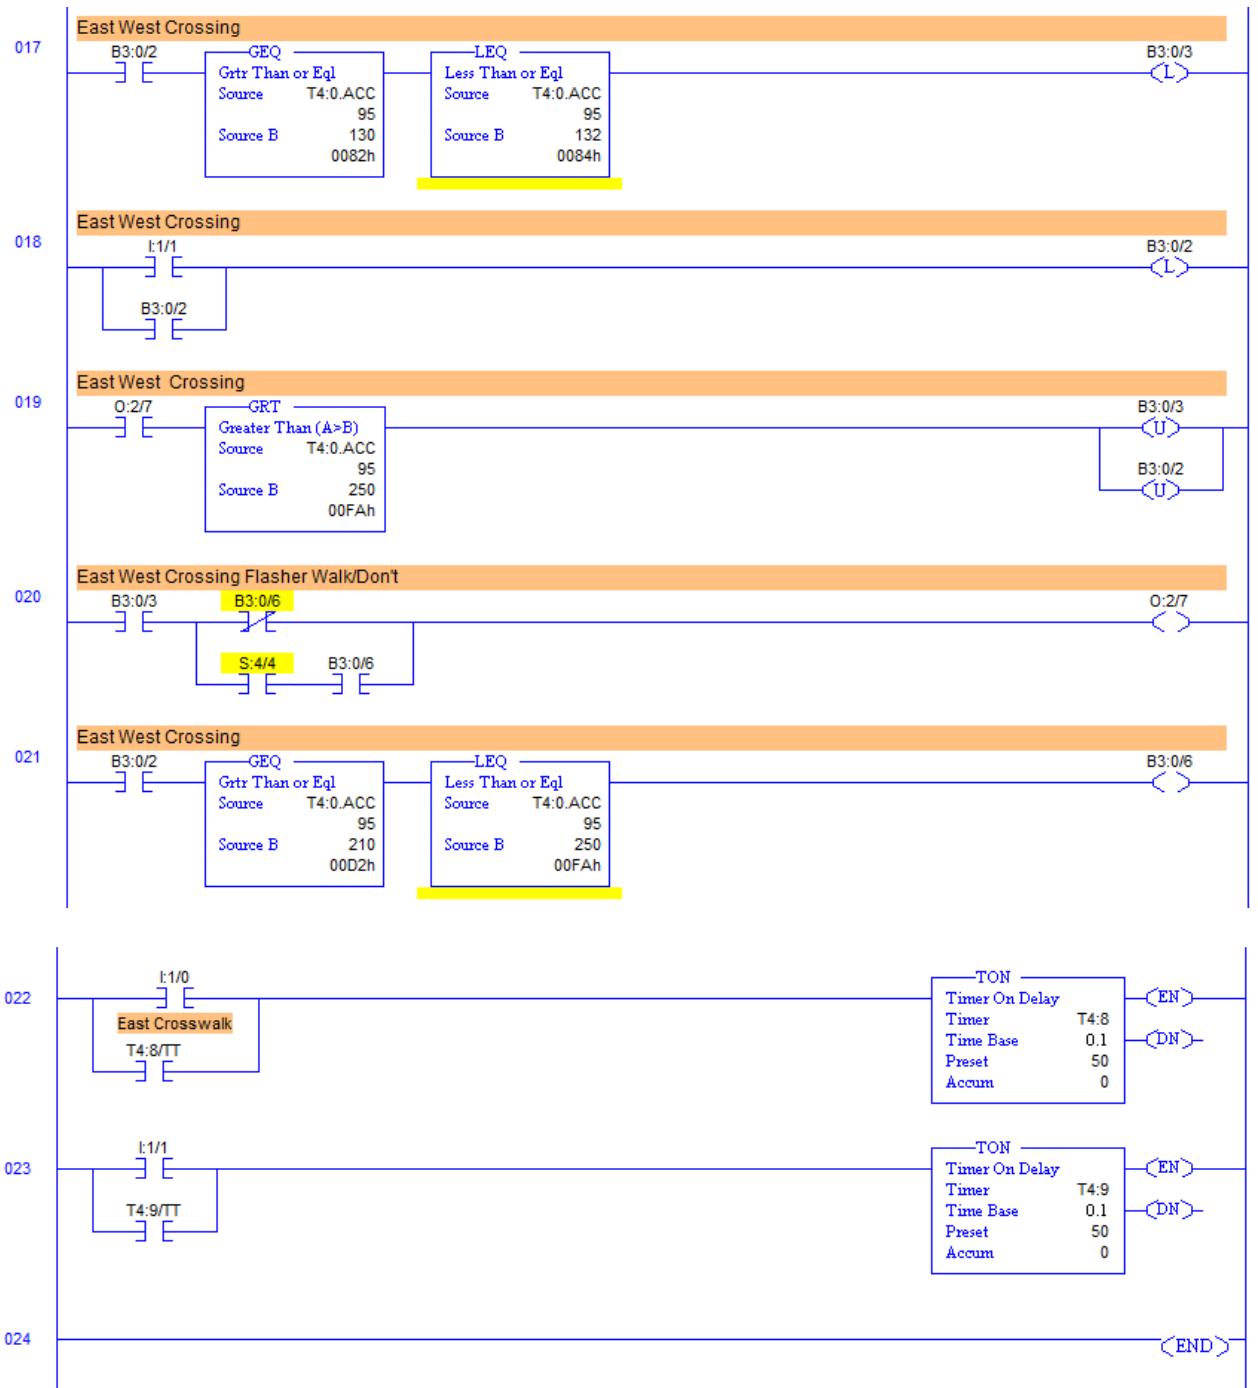 East West Crossing
017
B3:0/2
GEQ
Grtr Than or Eql
Source T4:0.ACC
95
Source B 130
0082h
LEQ
Less Than or Eql
Source T4:0.ACC
95
Source B 132
0084h
B3:0/3
L
East West Crossing
018
I:1/1
B3:0/2
B3:0/2
L
East West  Crossing
019
O:2/7
GRT
Greater Than (A>B)
Source T4:0.ACC
95
Source B 250
00FAh
B3:0/3
U
B3:0/2
U
East West Crossing Flasher Walk/Don't
020
B3:0/3
B3:0/6
S:4/4
B3:0/6
O:2/7
East West Crossing
021
B3:0/2
GEQ
Grtr Than or Eql
Source T4:0.ACC
95
Source B 210
00D2h
LEQ
Less Than or Eql
Source T4:0.ACC
95
Source B 250
00FAh
B3:0/6
022
I:1/0
East Crosswalk
T4:8/TT
TON
Timer On Delay
Timer T4:8
Time Base 0.1
Preset 50
Accum 0
EN
DN
023
I:1/1
T4:9/TT
TON
Timer On Delay
Timer T4:9
Time Base 0.1
Preset 50
Accum 0
EN
DN
024
END